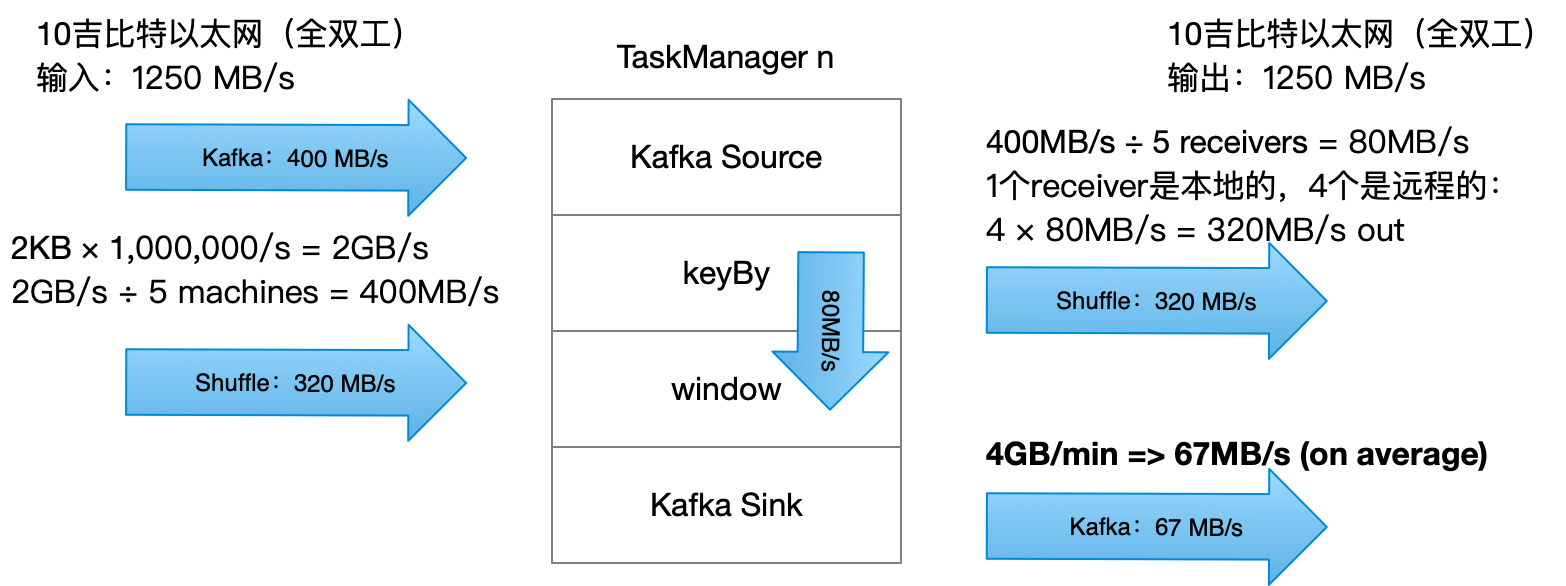 10吉比特以太网（全双工）
输入：1250 MB/s
Kafka：400 MB/s
2KB × 1,000,000/s = 2GB/s
2GB/s ÷ 5 machines = 400MB/s
Shuffle：320 MB/s
TaskManager n
Kafka Source
keyBy
80MB/s
window
Kafka Sink
10吉比特以太网（全双工）
输出：1250 MB/s
400MB/s ÷ 5 receivers = 80MB/s
1个receiver是本地的，4个是远程的：
4 × 80MB/s = 320MB/s out
Shuffle：320 MB/s
4GB/min => 67MB/s (on average)
Kafka：67 MB/s